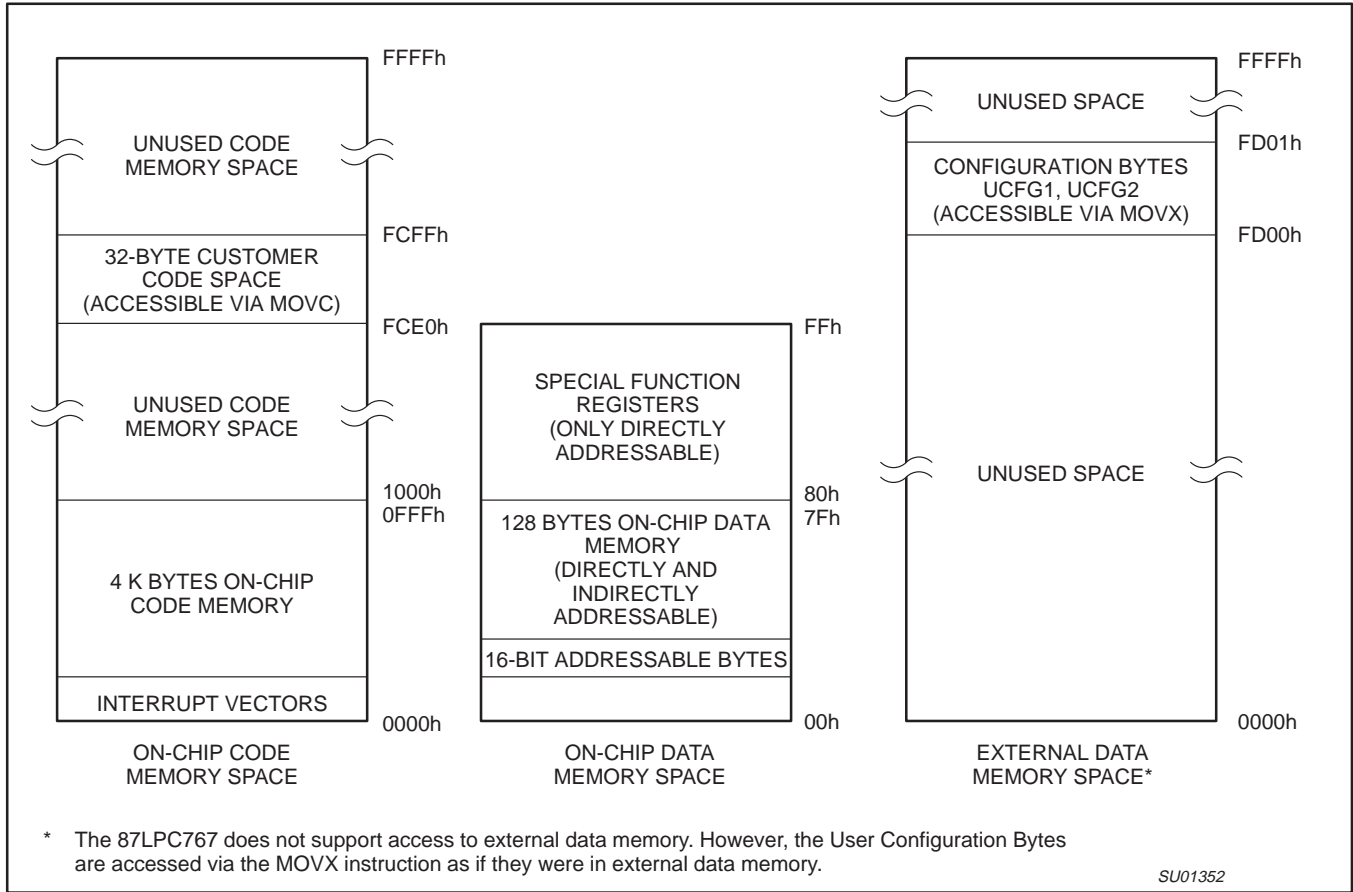 FFFFh
UNUSED CODE
MEMORY SPACE
FCFFh
32-BYTE CUSTOMER
CODE SPACE
(ACCESSIBLE VIA MOVC)
FCE0h
UNUSED CODE
MEMORY SPACE
1000h
0FFFh
4 K BYTES ON-CHIP
CODE MEMORY
INTERRUPT VECTORS
0000h
ON-CHIP CODE
MEMORY SPACE
FFh
SPECIAL FUNCTION
REGISTERS
(ONLY DIRECTLY
ADDRESSABLE)
80h
7Fh
128 BYTES ON-CHIP DATA
MEMORY
(DIRECTLY AND
INDIRECTLY
ADDRESSABLE)
16-BIT ADDRESSABLE BYTES
00h
ON-CHIP DATA
MEMORY SPACE
FFFFh
UNUSED SPACE
FD01h
CONFIGURATION BYTES
UCFG1, UCFG2
(ACCESSIBLE VIA MOVX)
FD00h
UNUSED SPACE
0000h
EXTERNAL DATA
MEMORY SPACE*
* The 87LPC767 does not support access to external data memory. However, the User Configuration Bytes
are accessed via the MOVX instruction as if they were in external data memory.
SU01352